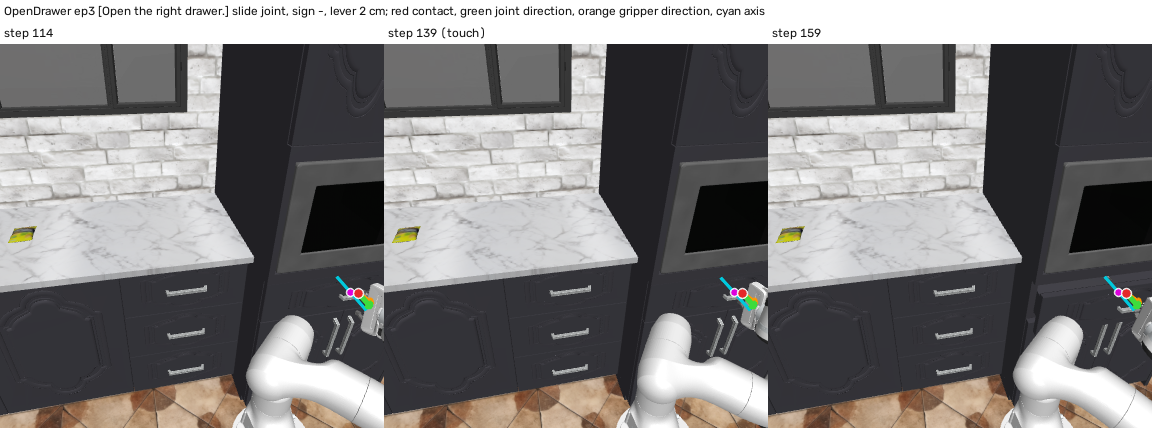 OpenDrawer ep3 [Open the right drawer.] slide joint, sign -, lever 2 cm; red contact, green joint direction, orange gripper direction, cyan axis
step 114
step 139 (touch)
step 159